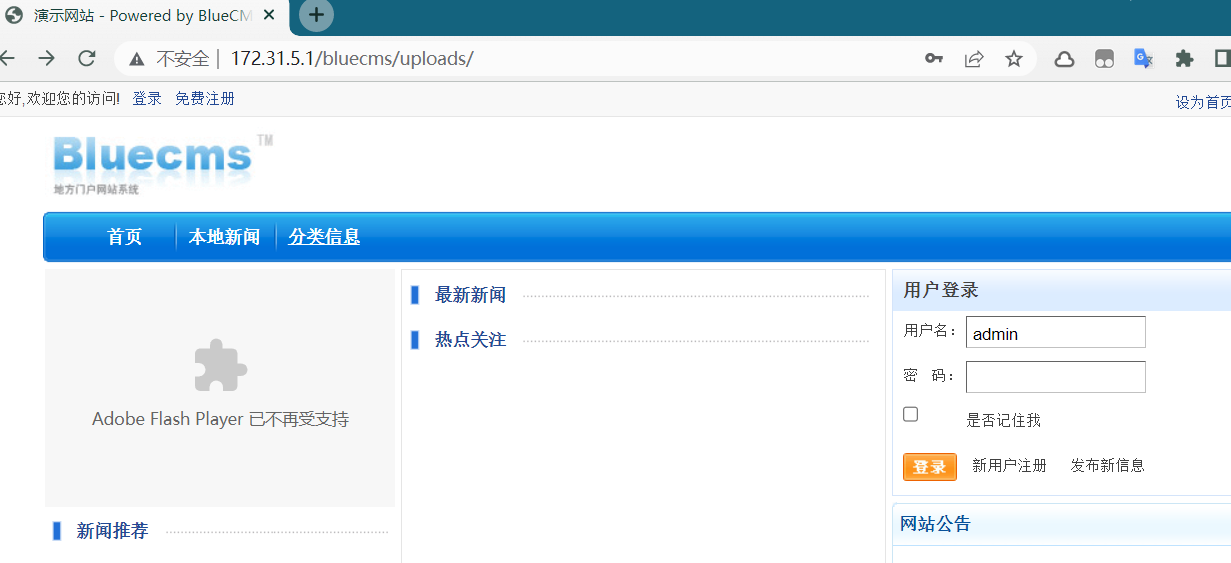 演示网站 - Powered by BlueCM
不安全 172.31.5.1/bluecms/uploads/
您好,欢迎您的访问! 登录 免费注册
设为首页
Bluecms TM
地方门户网站系统
首页 本地新闻 分类信息
Adobe Flash Player 已不再受支持
新闻推荐
最新新闻
热点关注
用户登录
用户名： admin
密 码：
是否记住我
登录 新用户注册 发布新信息
网站公告